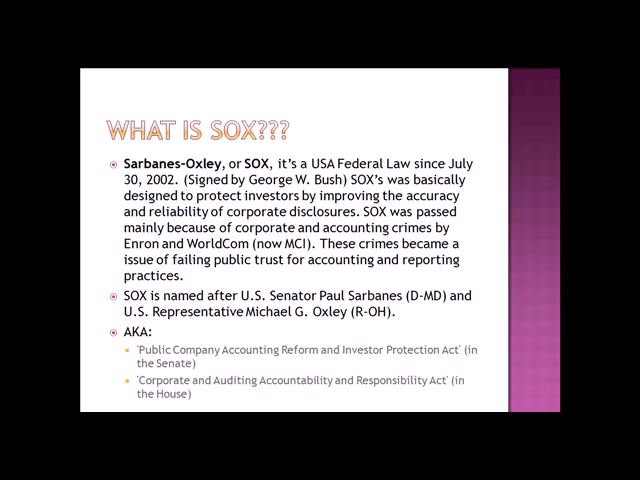 WHAT IS SOX???
Sarbanes-Oxley, or SOX, it's a USA Federal Law since July
30, 2002. (Signed by George W. Bush) SOX's was basically
designed to protect investors by improving the accuracy
and reliability of corporate disclosures. SOX was passed
mainly because of corporate and accounting crimes by
Enron and WorldCom (now MCI). These crimes became a
issue of failing public trust for accounting and reporting
practices.
SOX is named after U.S. Senator Paul Sarbanes (D-MD) and
U.S. Representative Michael G. Oxley (R-OH).
AKA:
'Public Company Accounting Reform and Investor Protection Act' (in
the Senate)
'Corporate and Auditing Accountability and Responsibility Act' (in
the House)